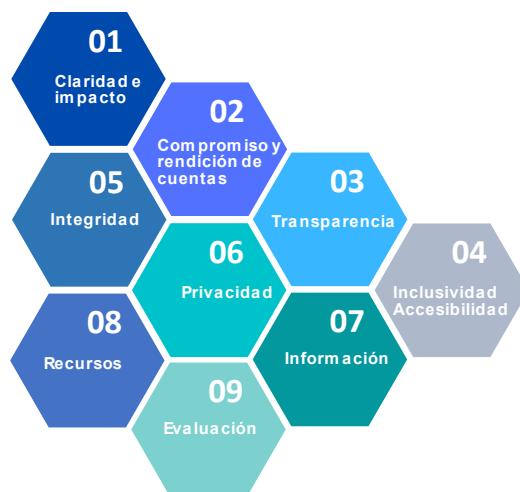 01
Claridad e
impacto
02
Compromiso y
rendición de
cuentas
03
Transparencia
04
Inclusividad
Accesibilidad
05
Integridad
06
Privacidad
07
Información
08
Recursos
09
Evaluación